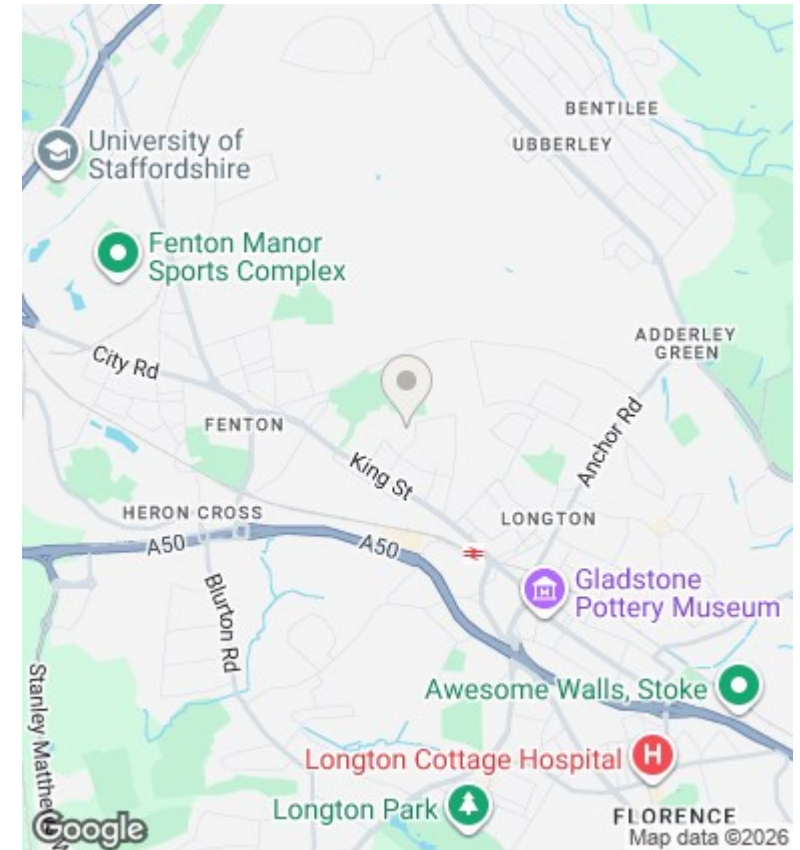 BENTILEE
UBBERLEY
University of
Staffordshire
Fenton Manor
Sports Complex
ADDERLEY
GREEN
City Rd
Anchor Rd
FENTON
King St
LONGTON
HERON CROSS
A50
A50
Gladstone
Pottery Museum
Blurton Rd
Stanley Matthe
Awesome Walls, Stoke
Longton Cottage Hospital
H
Longton Park
FLORENCE
Google
Map data ©2026